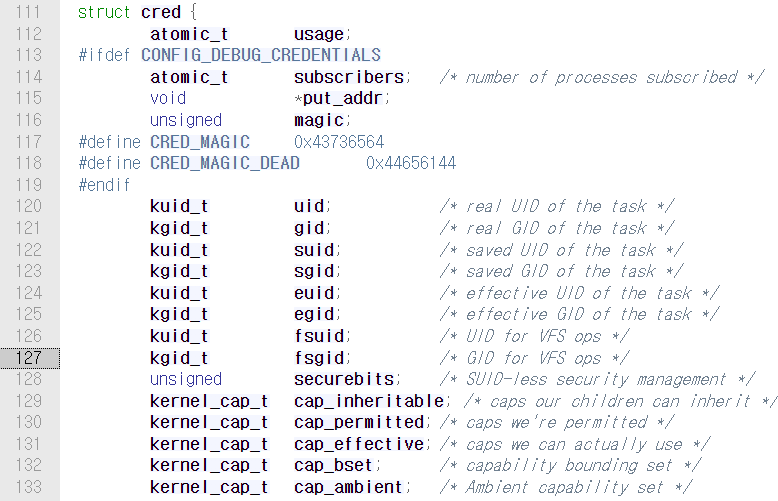 111 struct cred {
112 atomic_t usage;
113 #ifdef CONFIG_DEBUG_CREDENTIALS
114 atomic_t subscribers; /* number of processes subscribed */
115 void *put_addr;
116 unsigned magic;
117 #define CRED_MAGIC 0x43736564
118 #define CRED_MAGIC_DEAD 0x44656144
119 #endif
120 kuid_t uid; /* real UID of the task */
121 kgid_t gid; /* real GID of the task */
122 kuid_t suid; /* saved UID of the task */
123 kgid_t sgid; /* saved GID of the task */
124 kuid_t euid; /* effective UID of the task */
125 kgid_t egid; /* effective GID of the task */
126 kuid_t fsuid; /* UID for VFS ops */
127 kgid_t fsgid; /* GID for VFS ops */
128 unsigned securebits; /* SUID-less security management */
129 kernel_cap_t cap_inheritable; /* caps our children can inherit */
130 kernel_cap_t cap_permitted; /* caps we're permitted */
131 kernel_cap_t cap_effective; /* caps we can actually use */
132 kernel_cap_t cap_bset; /* capability bounding set */
133 kernel_cap_t cap_ambient; /* Ambient capability set */